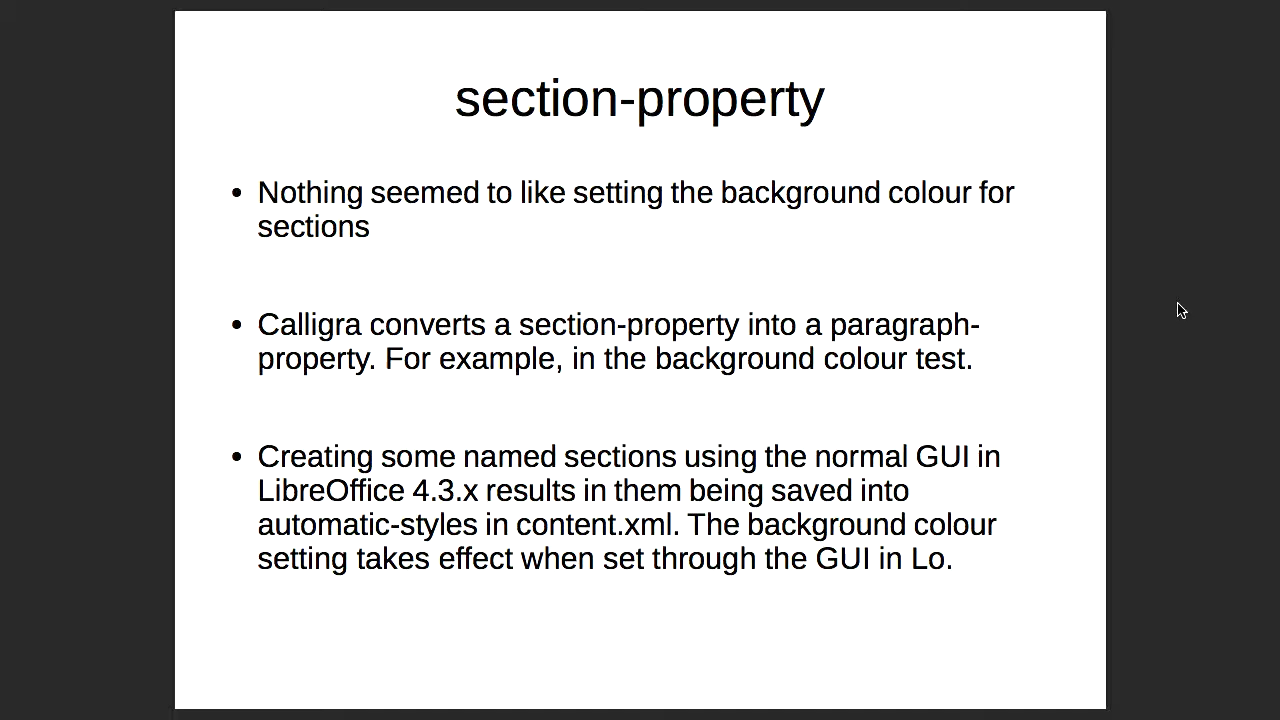 section-property
• Nothing seemed to like setting the background colour for
sections
• Calligra converts a section-property into a paragraph-
property. For example, in the background colour test.
• Creating some named sections using the normal GUI in
LibreOffice 4.3.x results in them being saved into
automatic-styles in content.xml. The background colour
setting takes effect when set through the GUI in Lo.